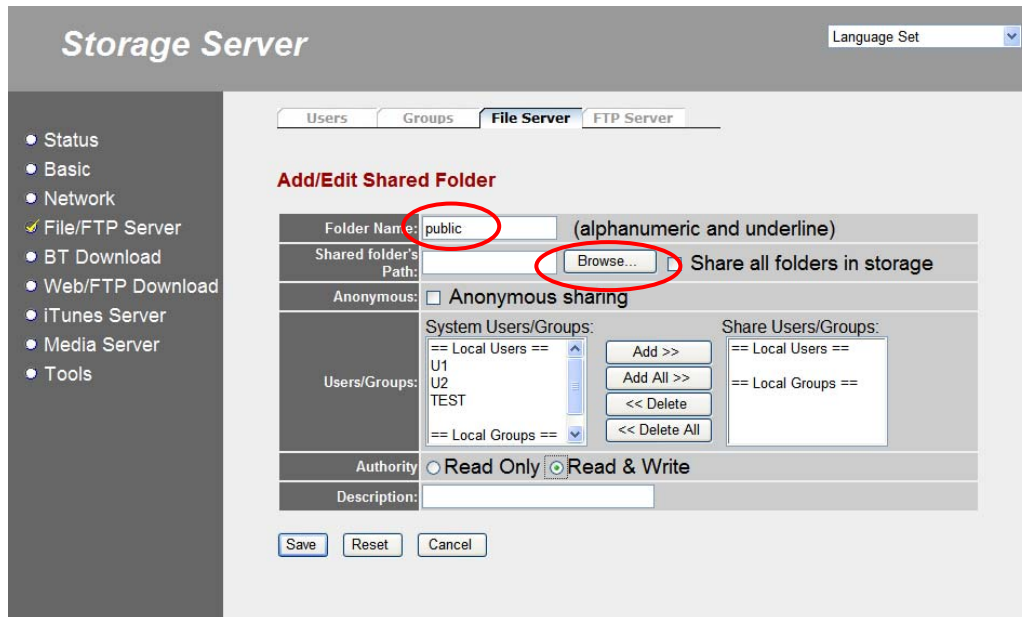 Storage Server
Language Set
Users Groups File Server FTP Server
Status
Basic
Network
File/FTP Server
BT Download
Web/FTP Download
iTunes Server
Media Server
Tools
Add/Edit Shared Folder
Folder Name: public (alphanumeric and underline)
Shared folder's
Path: Browse... Share all folders in storage
Anonymous: Anonymous sharing
Users/Groups:
System Users/Groups:
== Local Users ==
U1
U2
TEST
== Local Groups ==
Add >>
Add All >>
<< Delete
<< Delete All
Share Users/Groups:
== Local Users ==
== Local Groups ==
Authority Read Only Read & Write
Description:
Save Reset Cancel